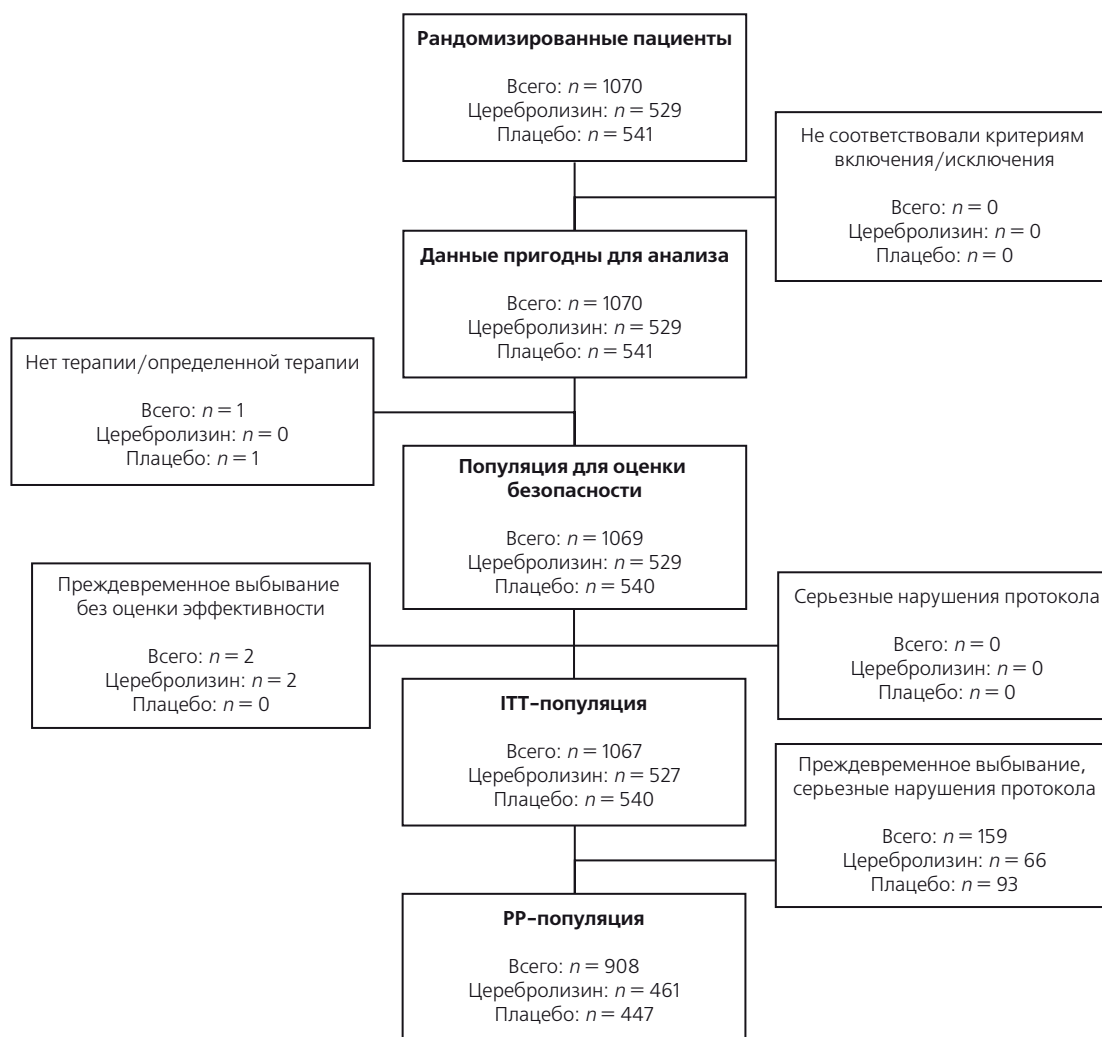 Рандомизированные пациенты
Всего: n = 1070
Церебролизин: n = 529
Плацебо: n = 541
Не соответствовали критериям
включения/исключения
Всего: n = 0
Церебролизин: n = 0
Плацебо: n = 0
Данные пригодны для анализа
Всего: n = 1070
Церебролизин: n = 529
Плацебо: n = 541
Нет терапии/определенной терапии
Всего: n = 1
Церебролизин: n = 0
Плацебо: n = 1
Популяция для оценки
безопасности
Всего: n = 1069
Церебролизин: n = 529
Плацебо: n = 540
Преждевременное выбывание
без оценки эффективности
Всего: n = 2
Церебролизин: n = 2
Плацебо: n = 0
Серьезные нарушения протокола
Всего: n = 0
Церебролизин: n = 0
Плацебо: n = 0
ITT-популяция
Всего: n = 1067
Церебролизин: n = 527
Плацебо: n = 540
Преждевременное выбывание,
серьезные нарушения протокола
Всего: n = 159
Церебролизин: n = 66
Плацебо: n = 93
PP-популяция
Всего: n = 908
Церебролизин: n = 461
Плацебо: n = 447